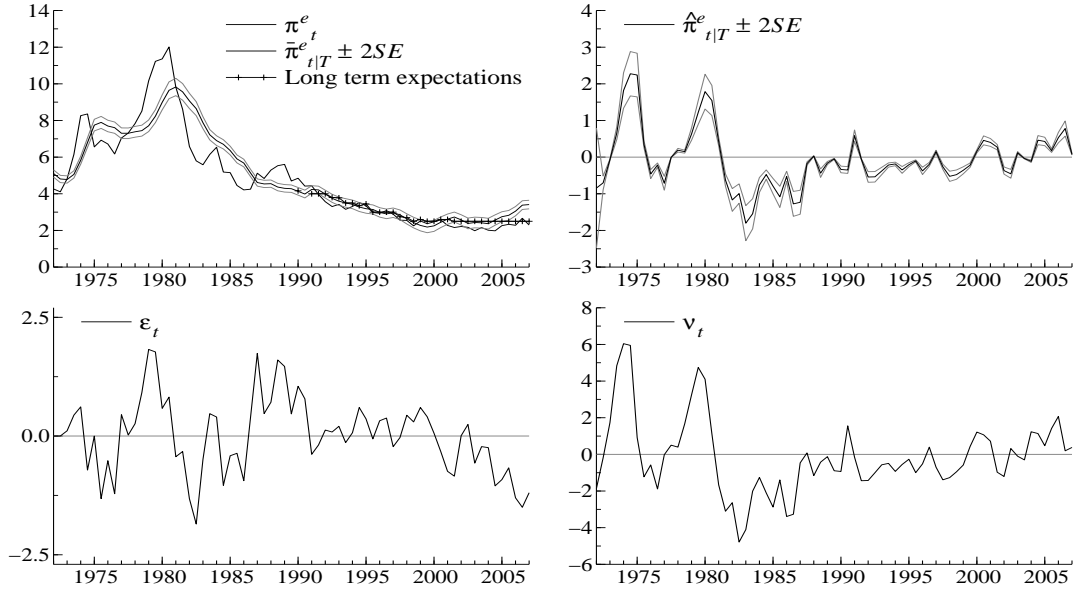 14
12
10
8
6
4
2
0
π^e_t
π̄^e_{t|T} ± 2SE
Long term expectations
1975 1980 1985 1990 1995 2000 2005
4
3
2
1
0
−1
−2
−3
π̂^e_{t|T} ± 2SE
1975 1980 1985 1990 1995 2000 2005
2.5
0.0
−2.5
ε_t
1975 1980 1985 1990 1995 2000 2005
8
6
4
2
0
−2
−4
−6
ν_t
1975 1980 1985 1990 1995 2000 2005